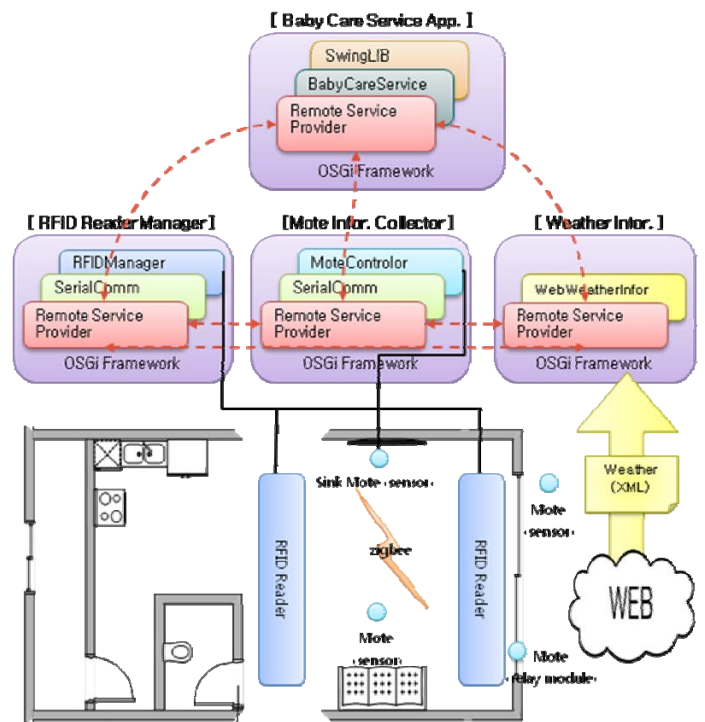 [ Baby Care Service App. ]
SwingLIB
BabyCareService
Remote Service
Provider
OSGi Framework
[ RFID Reader Manager ]
[Mote Infor. Collector ]
[ Weather Infor. ]
RFIDManager
SerialComm
Remote Service
Provider
OSGi Framework
MoteControlor
SerialComm
Remote Service
Provider
OSGi Framework
WebWeatherInfor
Remote Service
Provider
OSGi Framework
Sink Mote (sensor)
zigbee
RFID Reader
RFID Reader
Mote
(sensor)
Mote
(sensor)
Mote
(relay module)
Weather
(XML)
WEB